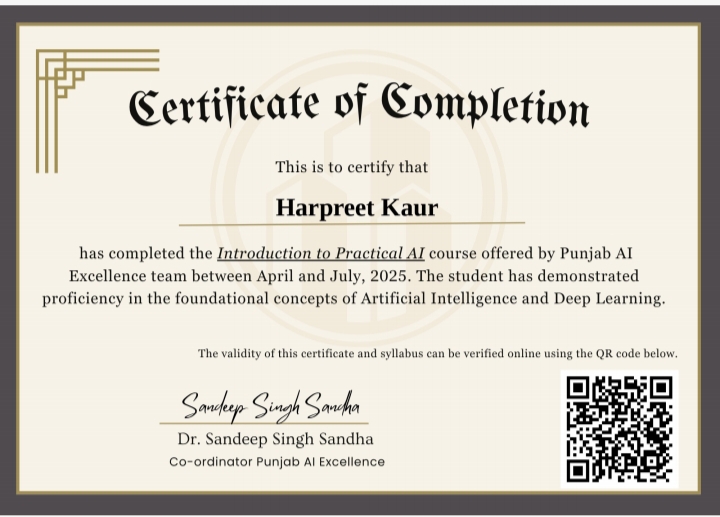 Certificate of Completion
This is to certify that
Harpreet Kaur
has completed the Introduction to Practical AI course offered by Punjab AI
Excellence team between April and July, 2025. The student has demonstrated
proficiency in the foundational concepts of Artificial Intelligence and Deep Learning.
The validity of this certificate and syllabus can be verified online using the QR code below.
Sandeep Singh Sandha
Dr. Sandeep Singh Sandha
Co-ordinator Punjab AI Excellence